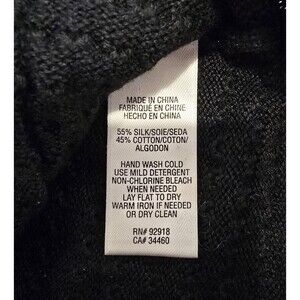 MADE IN CHINA
FABRIQUÉ EN CHINE
HECHO EN CHINA
55% SILK/SOIE/SEDA
45% COTTON/COTON/
ALGODON
HAND WASH COLD
USE MILD DETERGENT
NON-CHLORINE BLEACH
WHEN NEEDED
LAY FLAT TO DRY
WARM IRON IF NEEDED
OR DRY CLEAN
RN# 92918
CA# 34460